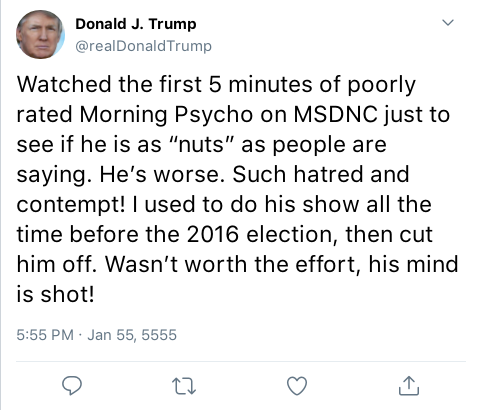 Donald J. Trump
@realDonaldTrump
Watched the first 5 minutes of poorly
rated Morning Psycho on MSDNC just to
see if he is as “nuts” as people are
saying. He’s worse. Such hatred and
contempt! I used to do his show all the
time before the 2016 election, then cut
him off. Wasn’t worth the effort, his mind
is shot!
5:55 PM · Jan 55, 5555